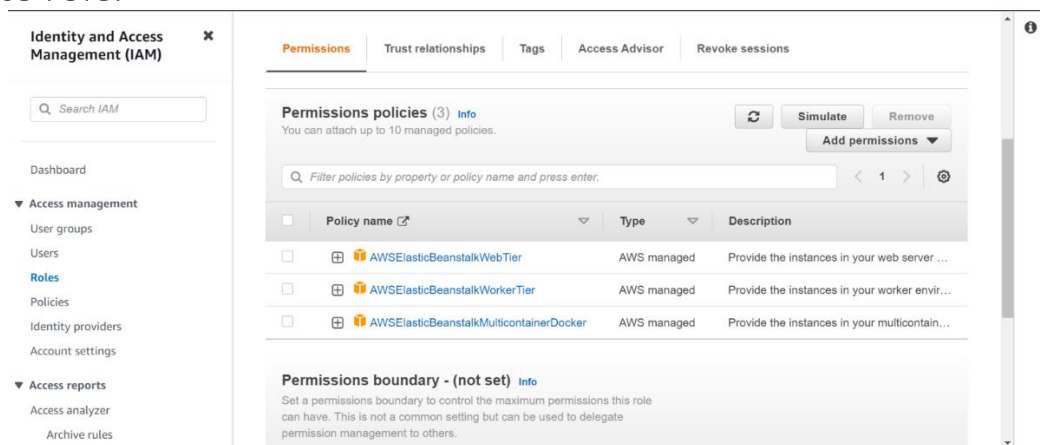 Identity and Access
Management (IAM)
Search IAM
Dashboard
Access management
User groups
Users
Roles
Policies
Identity providers
Account settings
Access reports
Access analyzer
Archive rules
Permissions Trust relationships Tags Access Advisor Revoke sessions
Permissions policies (3) Info
You can attach up to 10 managed policies.
Simulate Remove
Add permissions
Filter policies by property or policy name and press enter.
1
Policy name Type Description
AWSElasticBeanstalkWebTier AWS managed Provide the instances in your web server ...
AWSElasticBeanstalkWorkerTier AWS managed Provide the instances in your worker envir...
AWSElasticBeanstalkMulticontainerDocker AWS managed Provide the instances in your multicontain...
Permissions boundary - (not set) Info
Set a permissions boundary to control the maximum permissions this role
can have. This is not a common setting but can be used to delegate
permission management to others.